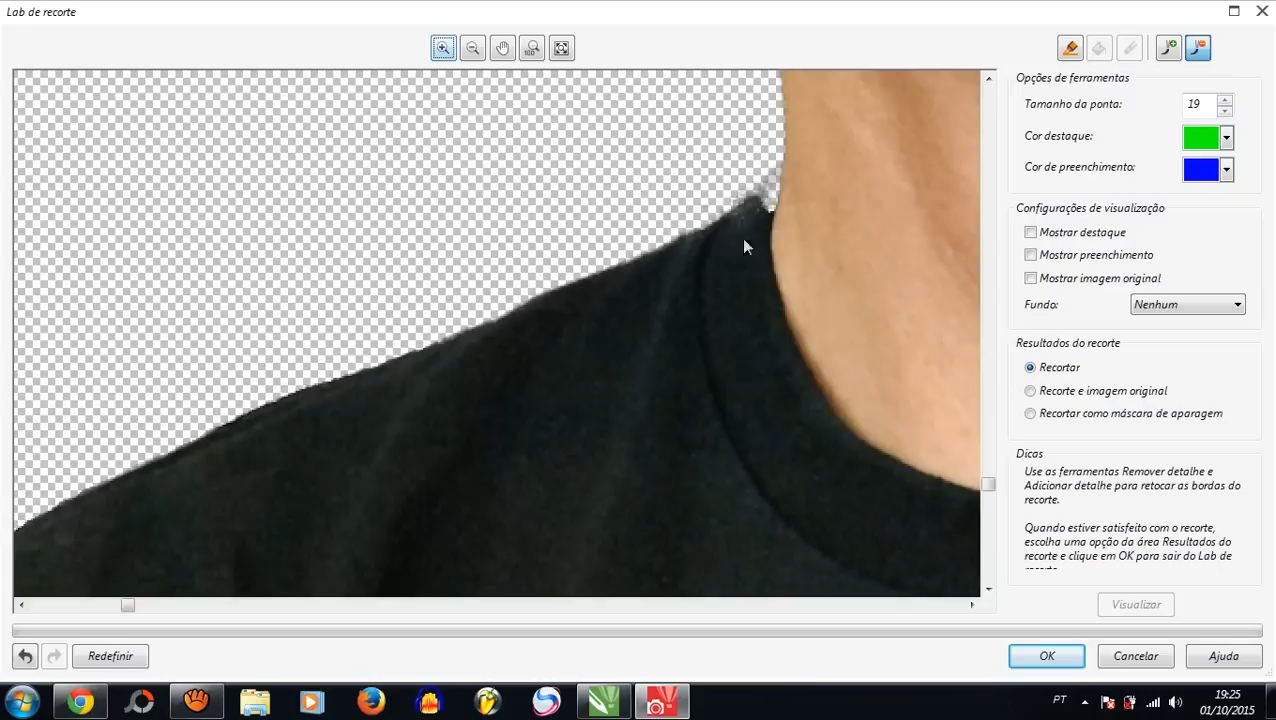 Lab de recorte
100
Opções de ferramentas
Tamanho da ponta: 19
Cor destaque:
Cor de preenchimento:
Configurações de visualização
Mostrar destaque
Mostrar preenchimento
Mostrar imagem original
Fundo: Nenhum
Resultados do recorte
Recortar
Recorte e imagem original
Recortar como máscara de aparagem
Dicas
Use as ferramentas Remover detalhe e
Adicionar detalhe para retocar as bordas do
recorte.
Quando estiver satisfeito com o recorte,
escolha uma opção da área Resultados do
recorte e clique em OK para sair do Lab de
recorte.
Visualizar
Redefinir
OK
Cancelar
Ajuda
PT
19:25
01/10/2015